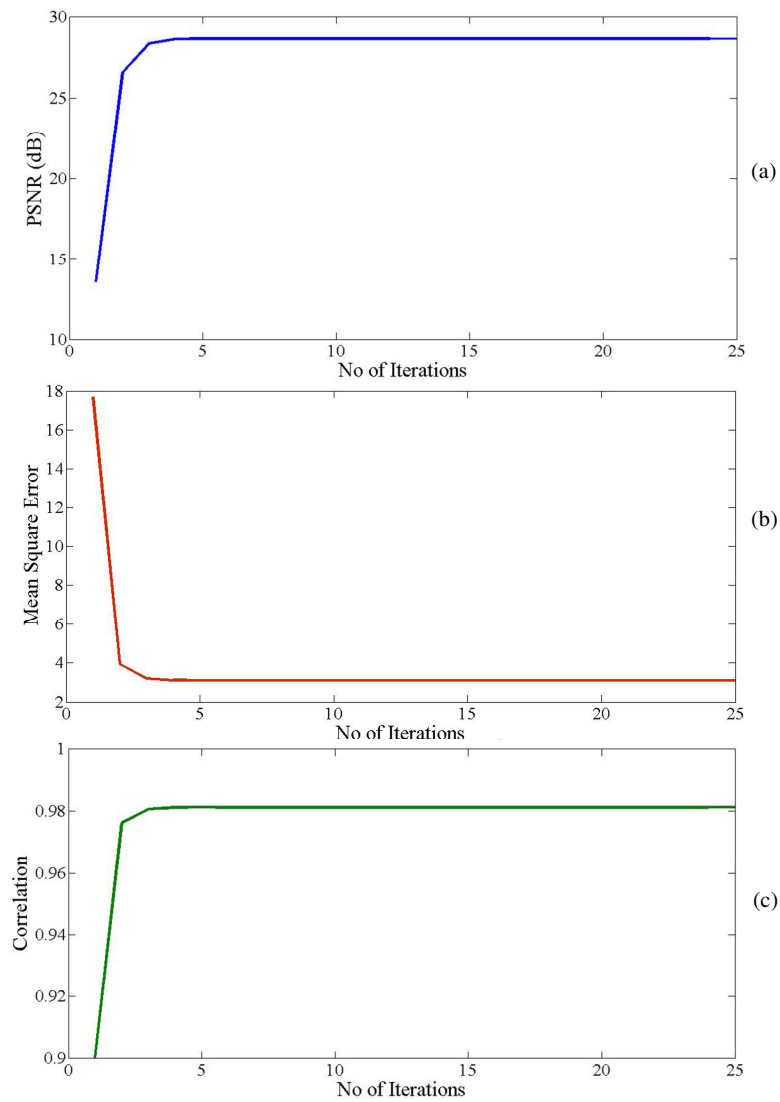 30
25
20
15
10
PSNR (dB)
0 5 10 15 20 25
No of Iterations
(a)
18
16
14
12
10
8
6
4
2
Mean Square Error
0 5 10 15 20 25
No of Iterations
(b)
1
0.98
0.96
0.94
0.92
0.9
Correlation
0 5 10 15 20 25
No of Iterations
(c)